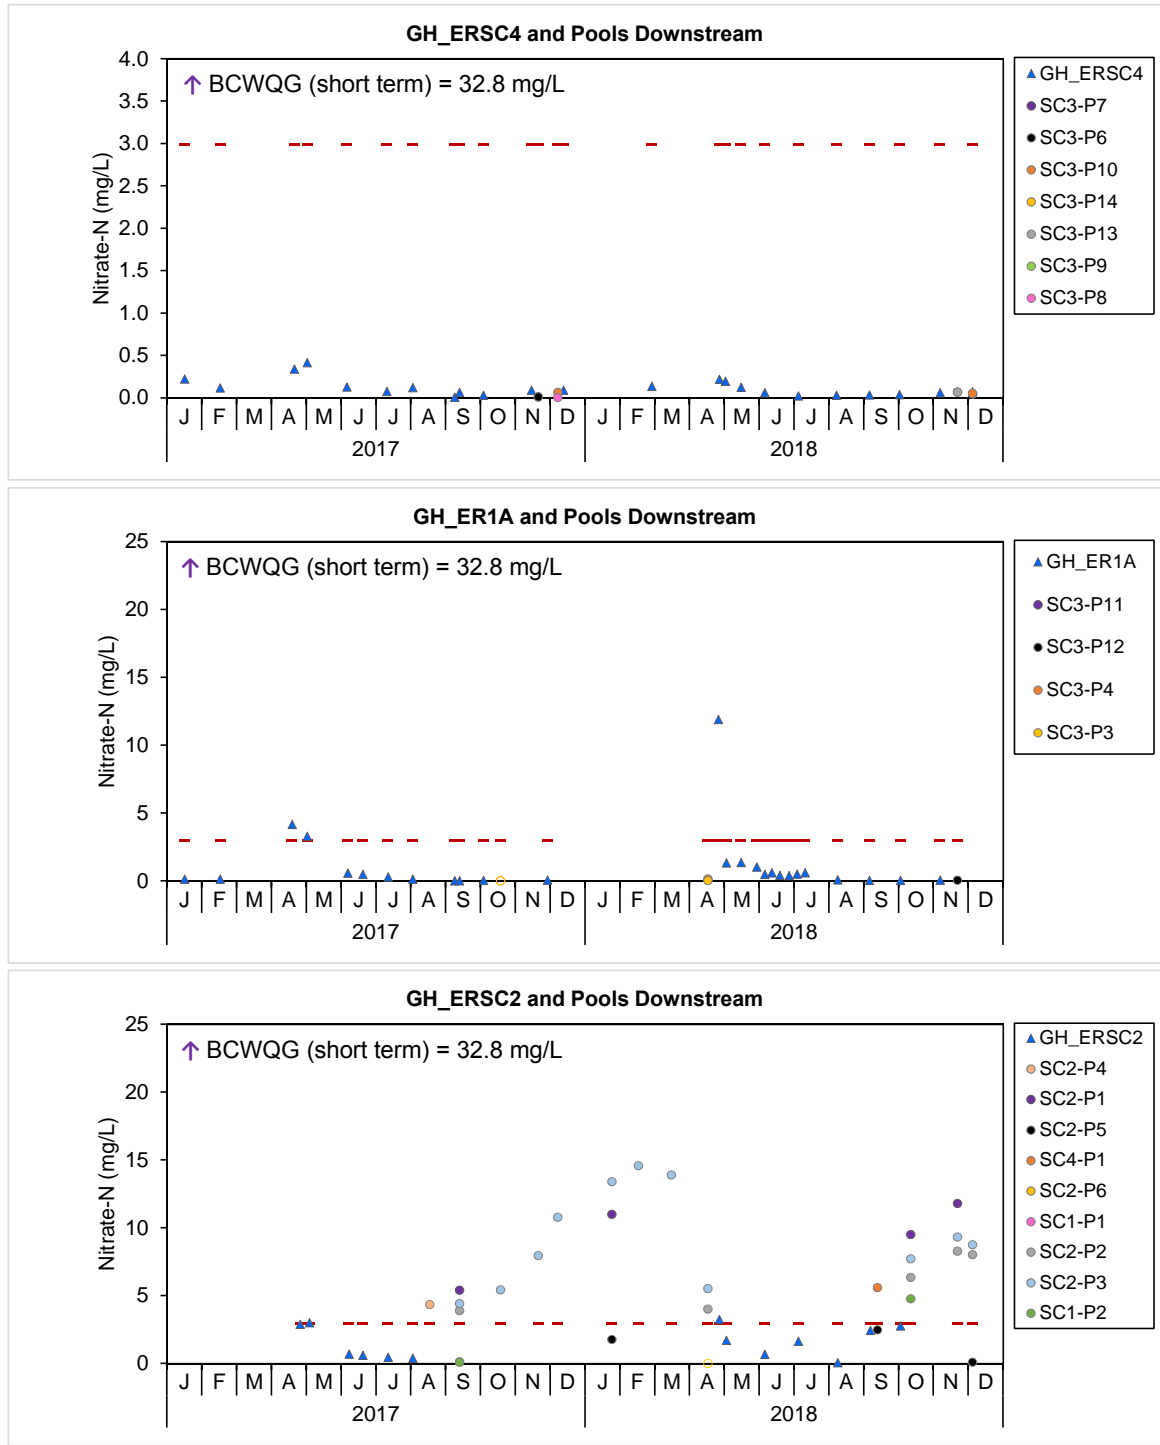 GH_ERSC4 and Pools Downstream
4.0
3.5
3.0
2.5
2.0
1.5
1.0
0.5
0.0
Nitrate-N (mg/L)
↑ BCWQG (short term) = 32.8 mg/L
J F M A M J J A S O N D J F M A M J J A S O N D
2017 2018
GH_ERSC4
SC3-P7
SC3-P6
SC3-P10
SC3-P14
SC3-P13
SC3-P9
SC3-P8
GH_ER1A and Pools Downstream
25
20
15
10
5
0
Nitrate-N (mg/L)
↑ BCWQG (short term) = 32.8 mg/L
J F M A M J J A S O N D J F M A M J J A S O N D
2017 2018
GH_ER1A
SC3-P11
SC3-P12
SC3-P4
SC3-P3
GH_ERSC2 and Pools Downstream
25
20
15
10
5
0
Nitrate-N (mg/L)
↑ BCWQG (short term) = 32.8 mg/L
J F M A M J J A S O N D J F M A M J J A S O N D
2017 2018
GH_ERSC2
SC2-P4
SC2-P1
SC2-P5
SC4-P1
SC2-P6
SC1-P1
SC2-P2
SC2-P3
SC1-P2